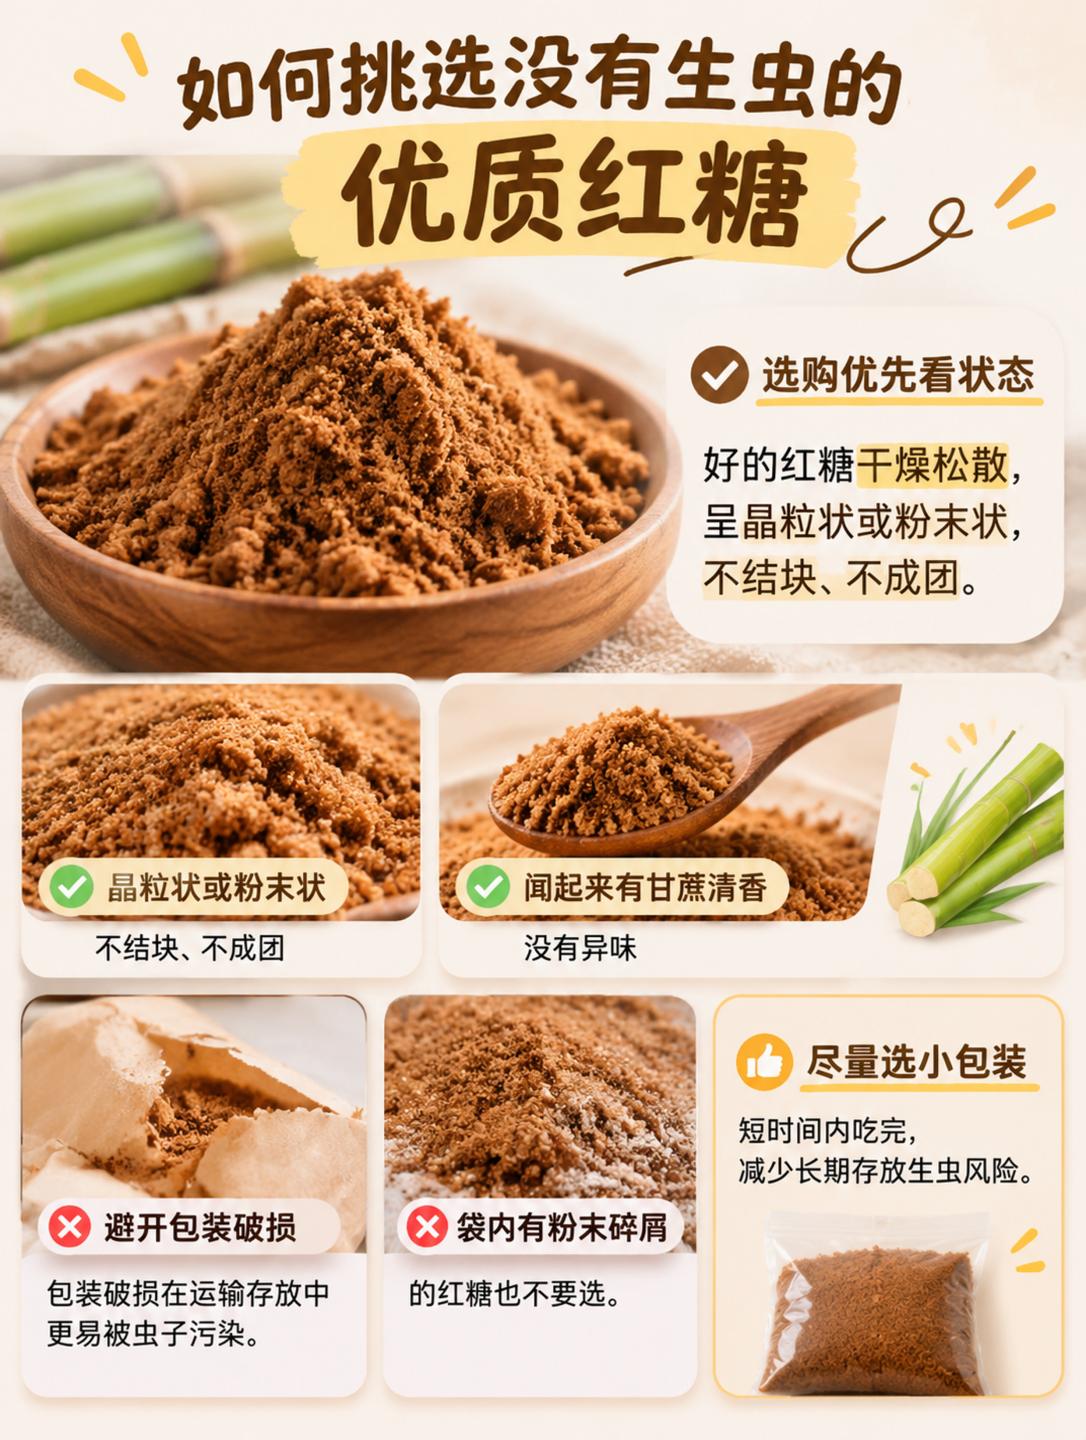 如何挑选没有生虫的
优质红糖
选购优先看状态
好的红糖干燥松散，
呈晶粒状或粉末状，
不结块、不成团。
晶粒状或粉末状
不结块、不成团
闻起来有甘蔗清香
没有异味
避开包装破损
包装破损在运输存放中
更易被虫子污染。
袋内有粉末碎屑
的红糖也不要选。
尽量选小包装
短时间内吃完，
减少长期存放生虫风险。